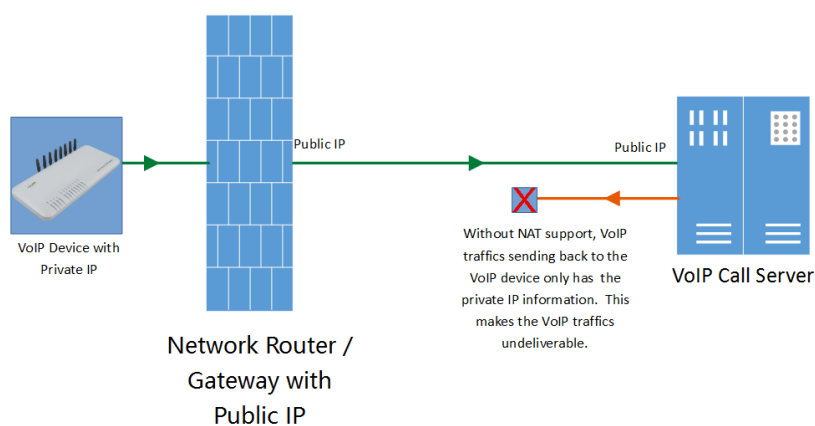 Public IP
Public IP
VoIP Device with
Private IP
Without NAT support, VoIP
traffics sending back to the
VoIP device only has the
private IP information. This
makes the VoIP traffics
undeliverable.
VoIP Call Server
Network Router /
Gateway with
Public IP